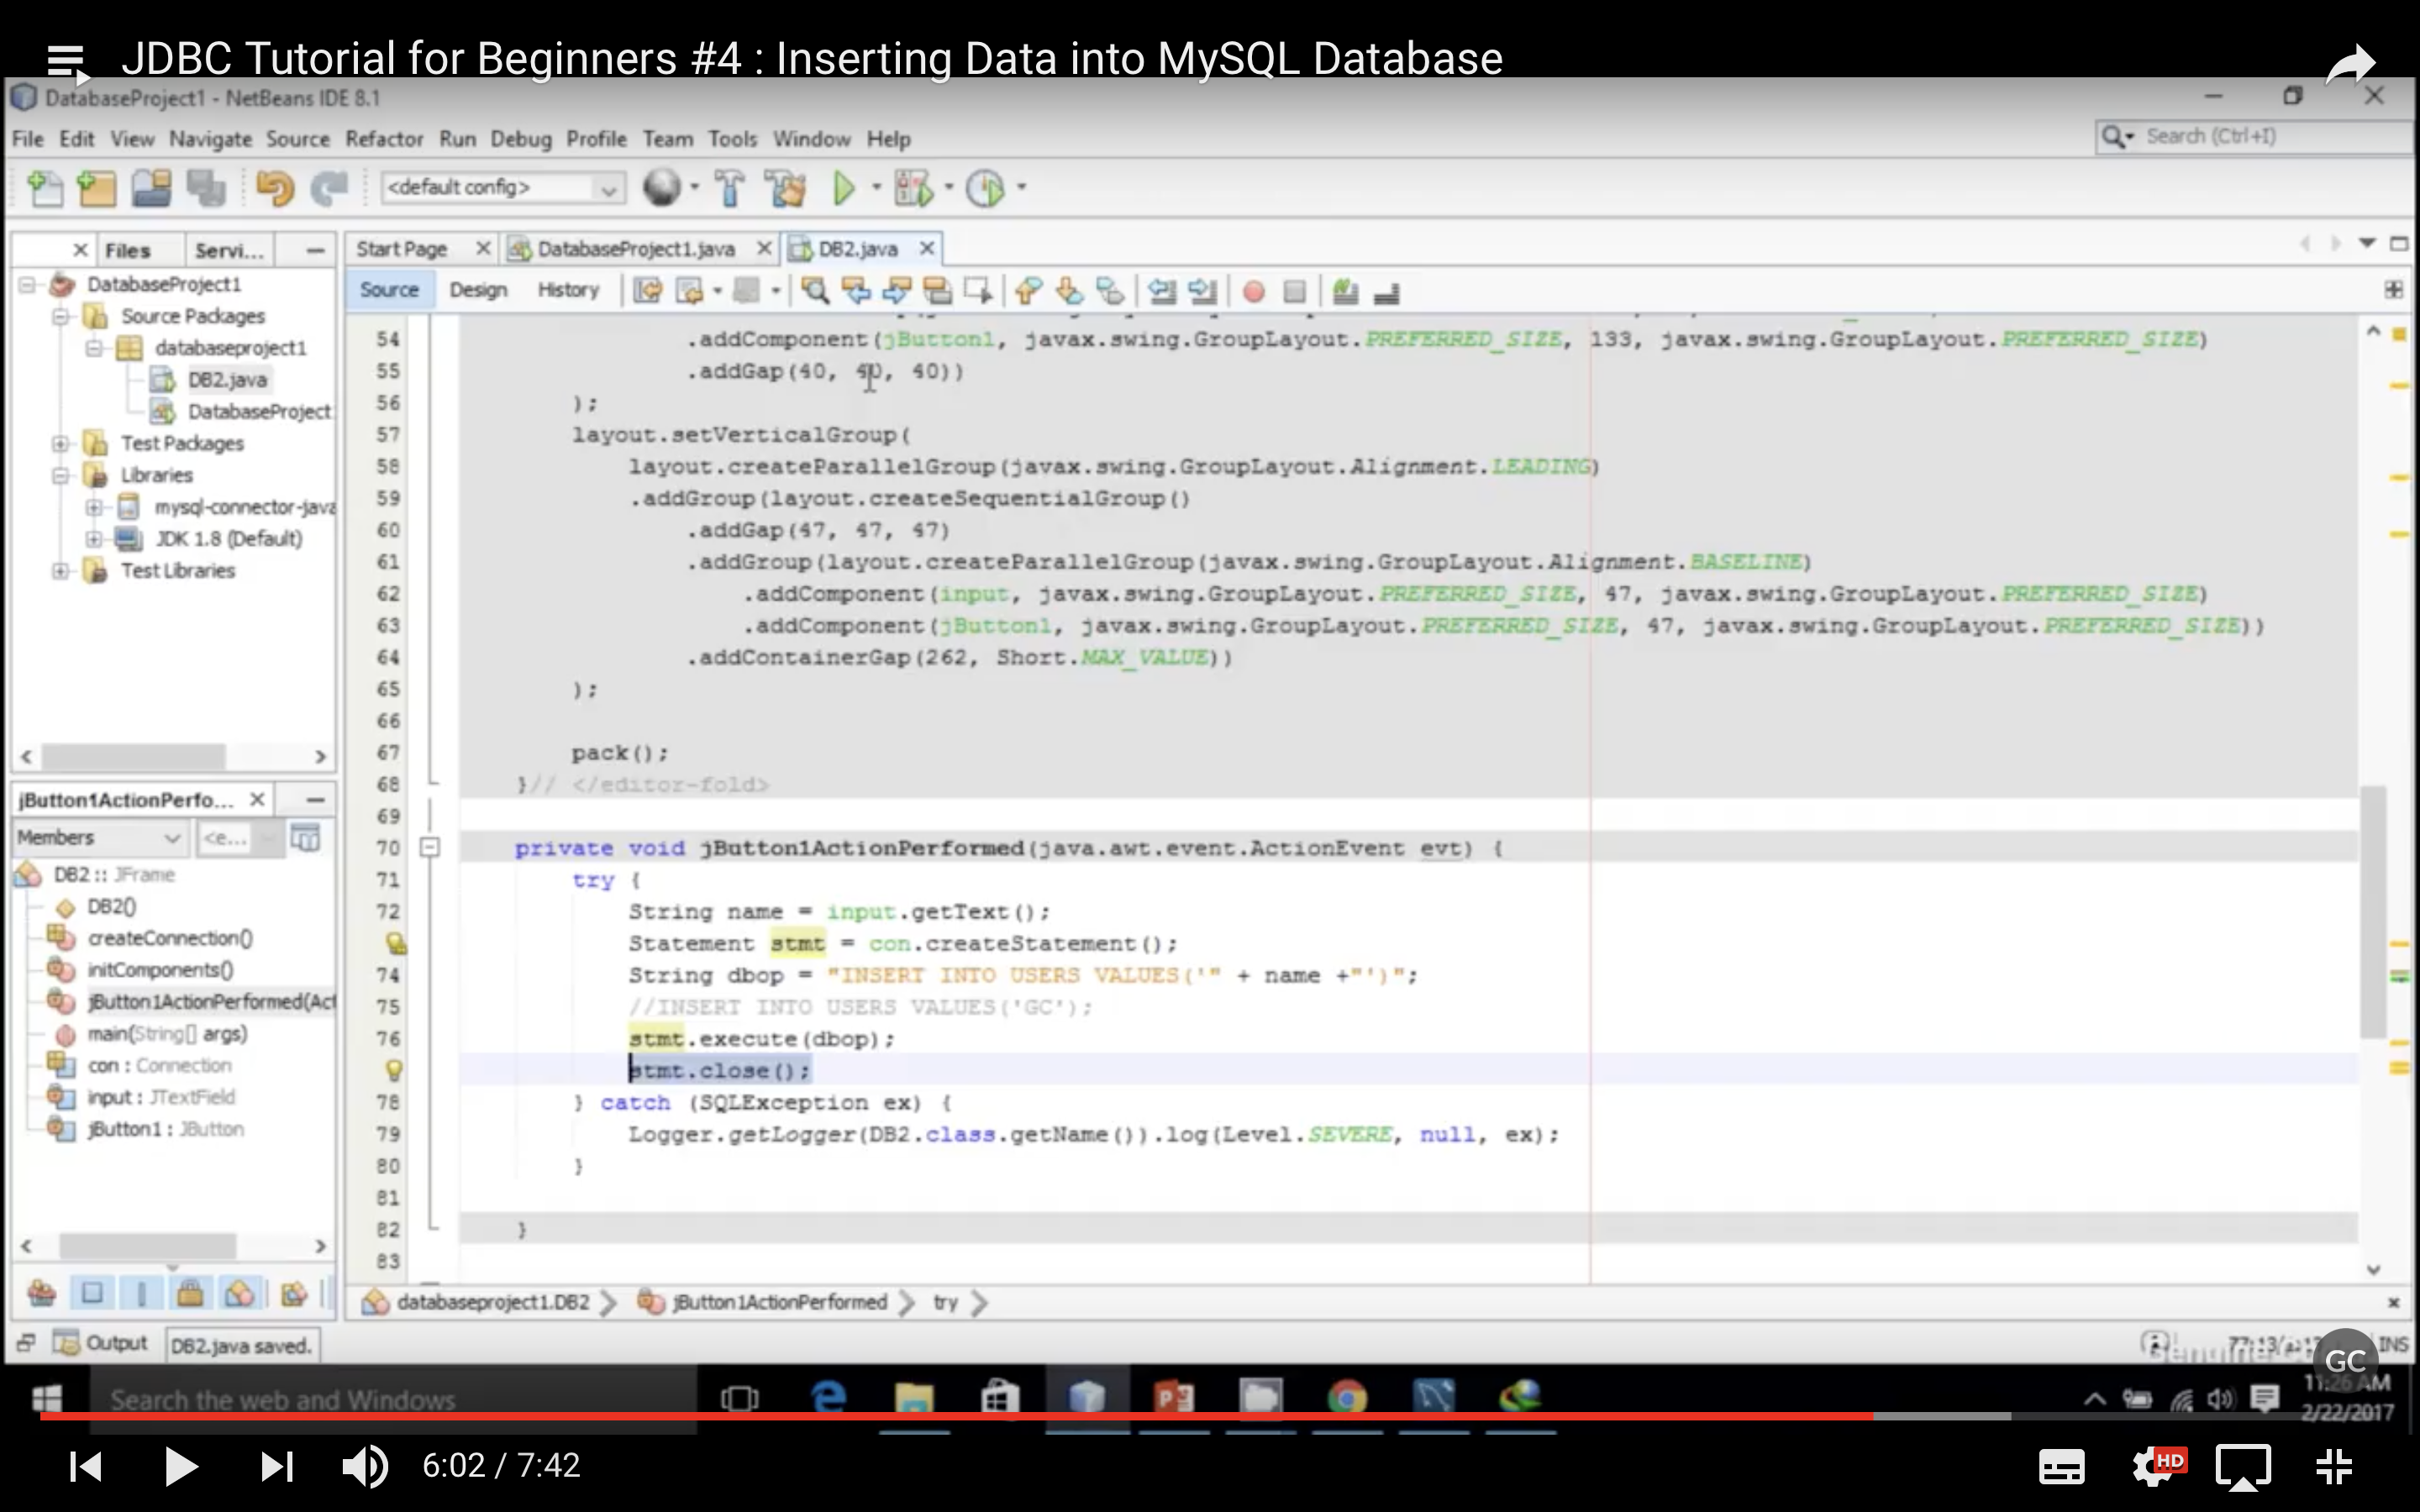 JDBC Tutorial for Beginners #4 : Inserting Data into MySQL Database
DatabaseProject1 - NetBeans IDE 8.1
File Edit View Navigate Source Refactor Run Debug Profile Team Tools Window Help
Search (Ctrl+I)
<default config>
Files Servi...
Start Page DatabaseProject1.java DB2.java
Source Design History
DatabaseProject1
Source Packages
databaseproject1
DB2.java
DatabaseProject
Test Packages
Libraries
mysql-connector-java
JDK 1.8 (Default)
Test Libraries
jButton1ActionPerfo...
Members <e...
DB2 :: JFrame
DB2()
createConnection()
initComponents()
jButton1ActionPerformed(Act
main(String[] args)
con : Connection
input : JTextField
jButton1 : JButton
54 .addComponent(jButton1, javax.swing.GroupLayout.PREFERRED_SIZE, 133, javax.swing.GroupLayout.PREFERRED_SIZE)
55 .addGap(40, 40, 40))
56 );
57 layout.setVerticalGroup(
58 layout.createParallelGroup(javax.swing.GroupLayout.Alignment.LEADING)
59 .addGroup(layout.createSequentialGroup()
60 .addGap(47, 47, 47)
61 .addGroup(layout.createParallelGroup(javax.swing.GroupLayout.Alignment.BASELINE)
62 .addComponent(input, javax.swing.GroupLayout.PREFERRED_SIZE, 47, javax.swing.GroupLayout.PREFERRED_SIZE)
63 .addComponent(jButton1, javax.swing.GroupLayout.PREFERRED_SIZE, 47, javax.swing.GroupLayout.PREFERRED_SIZE))
64 .addContainerGap(262, Short.MAX_VALUE))
65 );
66
67 pack();
68 }// </editor-fold>
69
70 private void jButton1ActionPerformed(java.awt.event.ActionEvent evt) {
71 try {
72 String name = input.getText();
Statement stmt = con.createStatement();
74 String dbop = "INSERT INTO USERS VALUES('" + name +"')";
75 //INSERT INTO USERS VALUES('GC');
76 stmt.execute(dbop);
stmt.close();
78 } catch (SQLException ex) {
79 Logger.getLogger(DB2.class.getName()).log(Level.SEVERE, null, ex);
80 }
81
82 }
83
databaseproject1.DB2 jButton1ActionPerformed try
Output DB2.java saved.
INS
GC
Search the web and Windows
11:26 AM
2/22/2017
6:02 / 7:42
HD